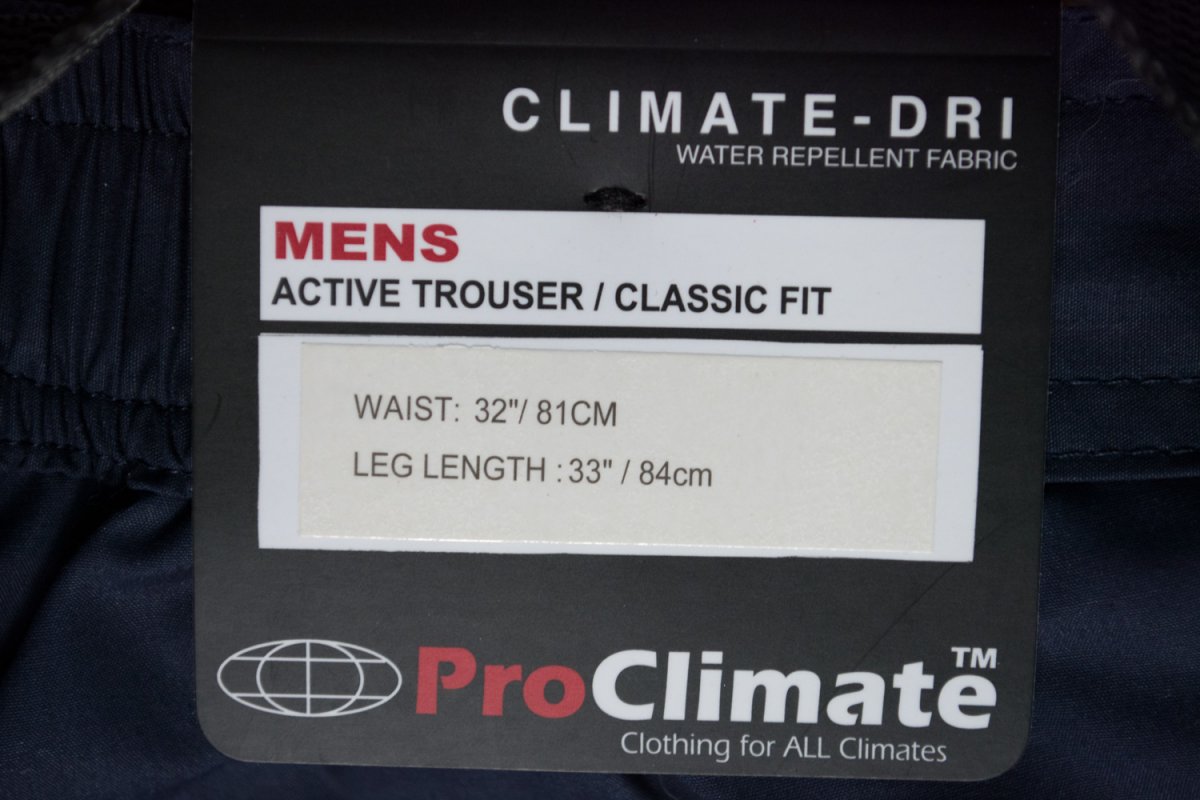 CLIMATE-DRI
WATER REPELLENT FABRIC
MENS
ACTIVE TROUSER / CLASSIC FIT
WAIST: 32"/ 81CM
LEG LENGTH : 33" / 84cm
ProClimate™
Clothing for ALL Climates